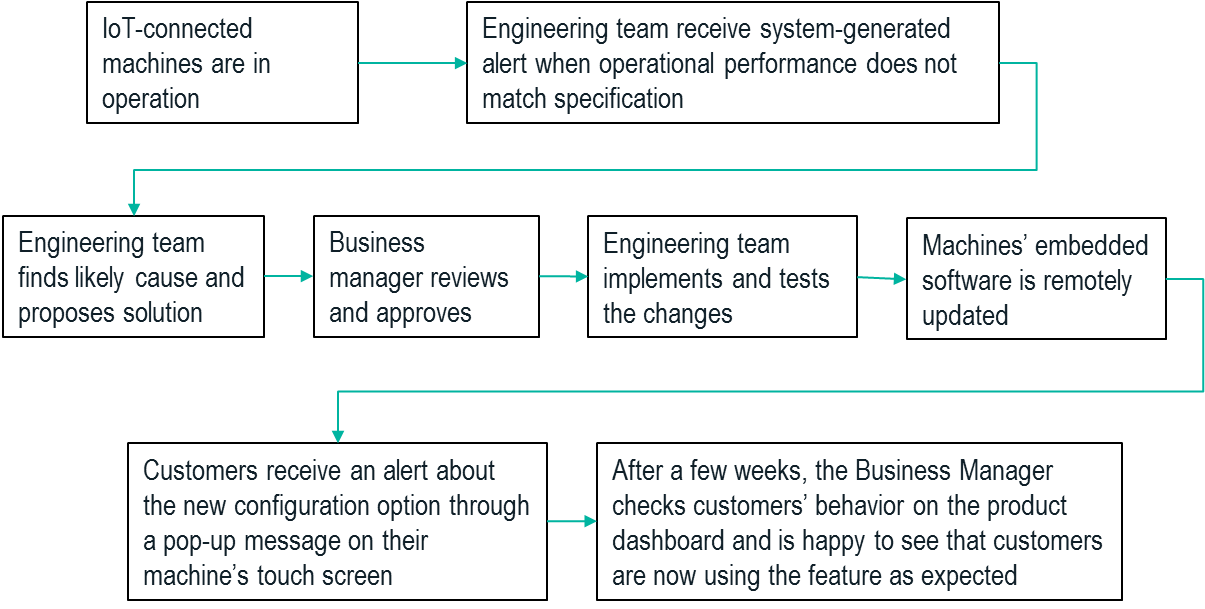 IoT-connected
machines are in
operation
Engineering team receive system-generated
alert when operational performance does not
match specification
Engineering team
finds likely cause and
proposes solution
Business
manager reviews
and approves
Engineering team
implements and tests
the changes
Machines’ embedded
software is remotely
updated
Customers receive an alert about
the new configuration option through
a pop-up message on their
machine’s touch screen
After a few weeks, the Business Manager
checks customers’ behavior on the product
dashboard and is happy to see that customers
are now using the feature as expected